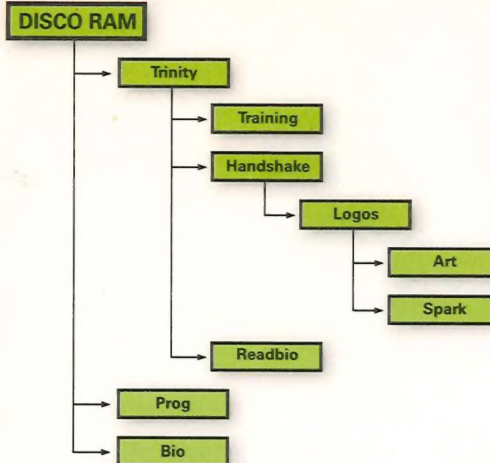 DISCO RAM
Trinity
Training
Handshake
Logos
Art
Spark
Readbio
Prog
Bio